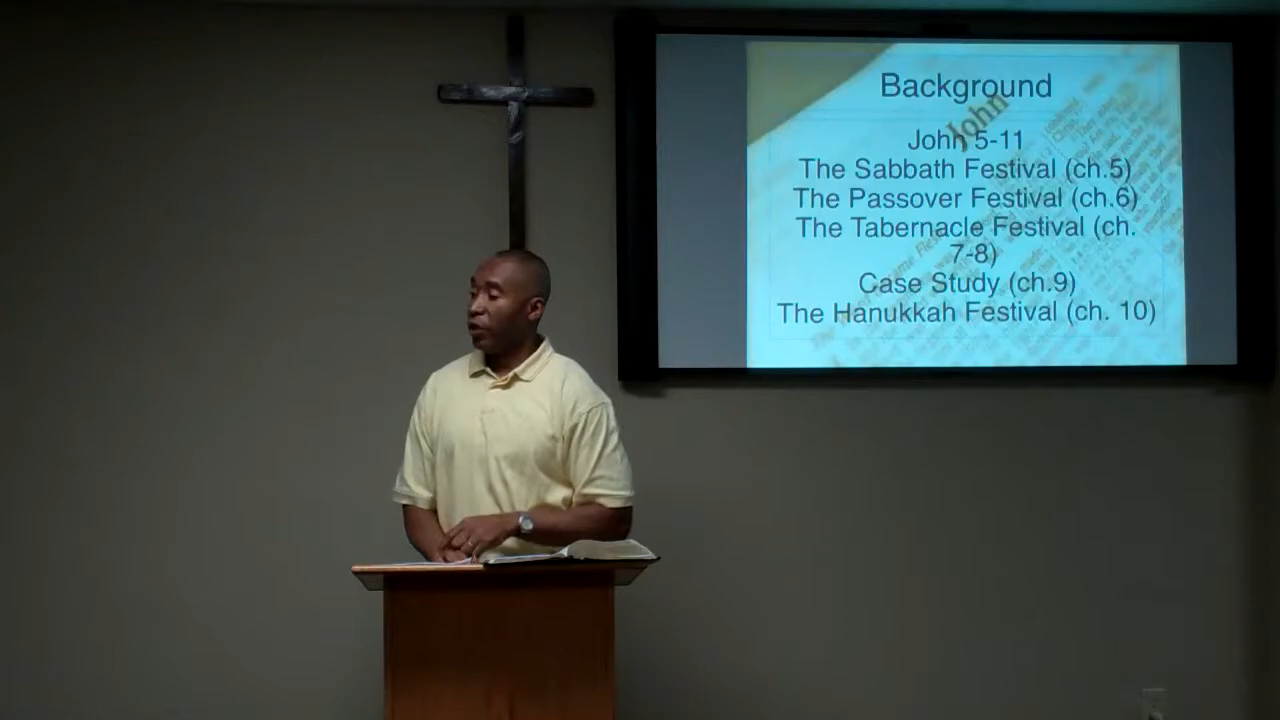 Background
John 5-11
The Sabbath Festival (ch.5)
The Passover Festival (ch.6)
The Tabernacle Festival (ch.
7-8)
Case Study (ch.9)
The Hanukkah Festival (ch. 10)
John